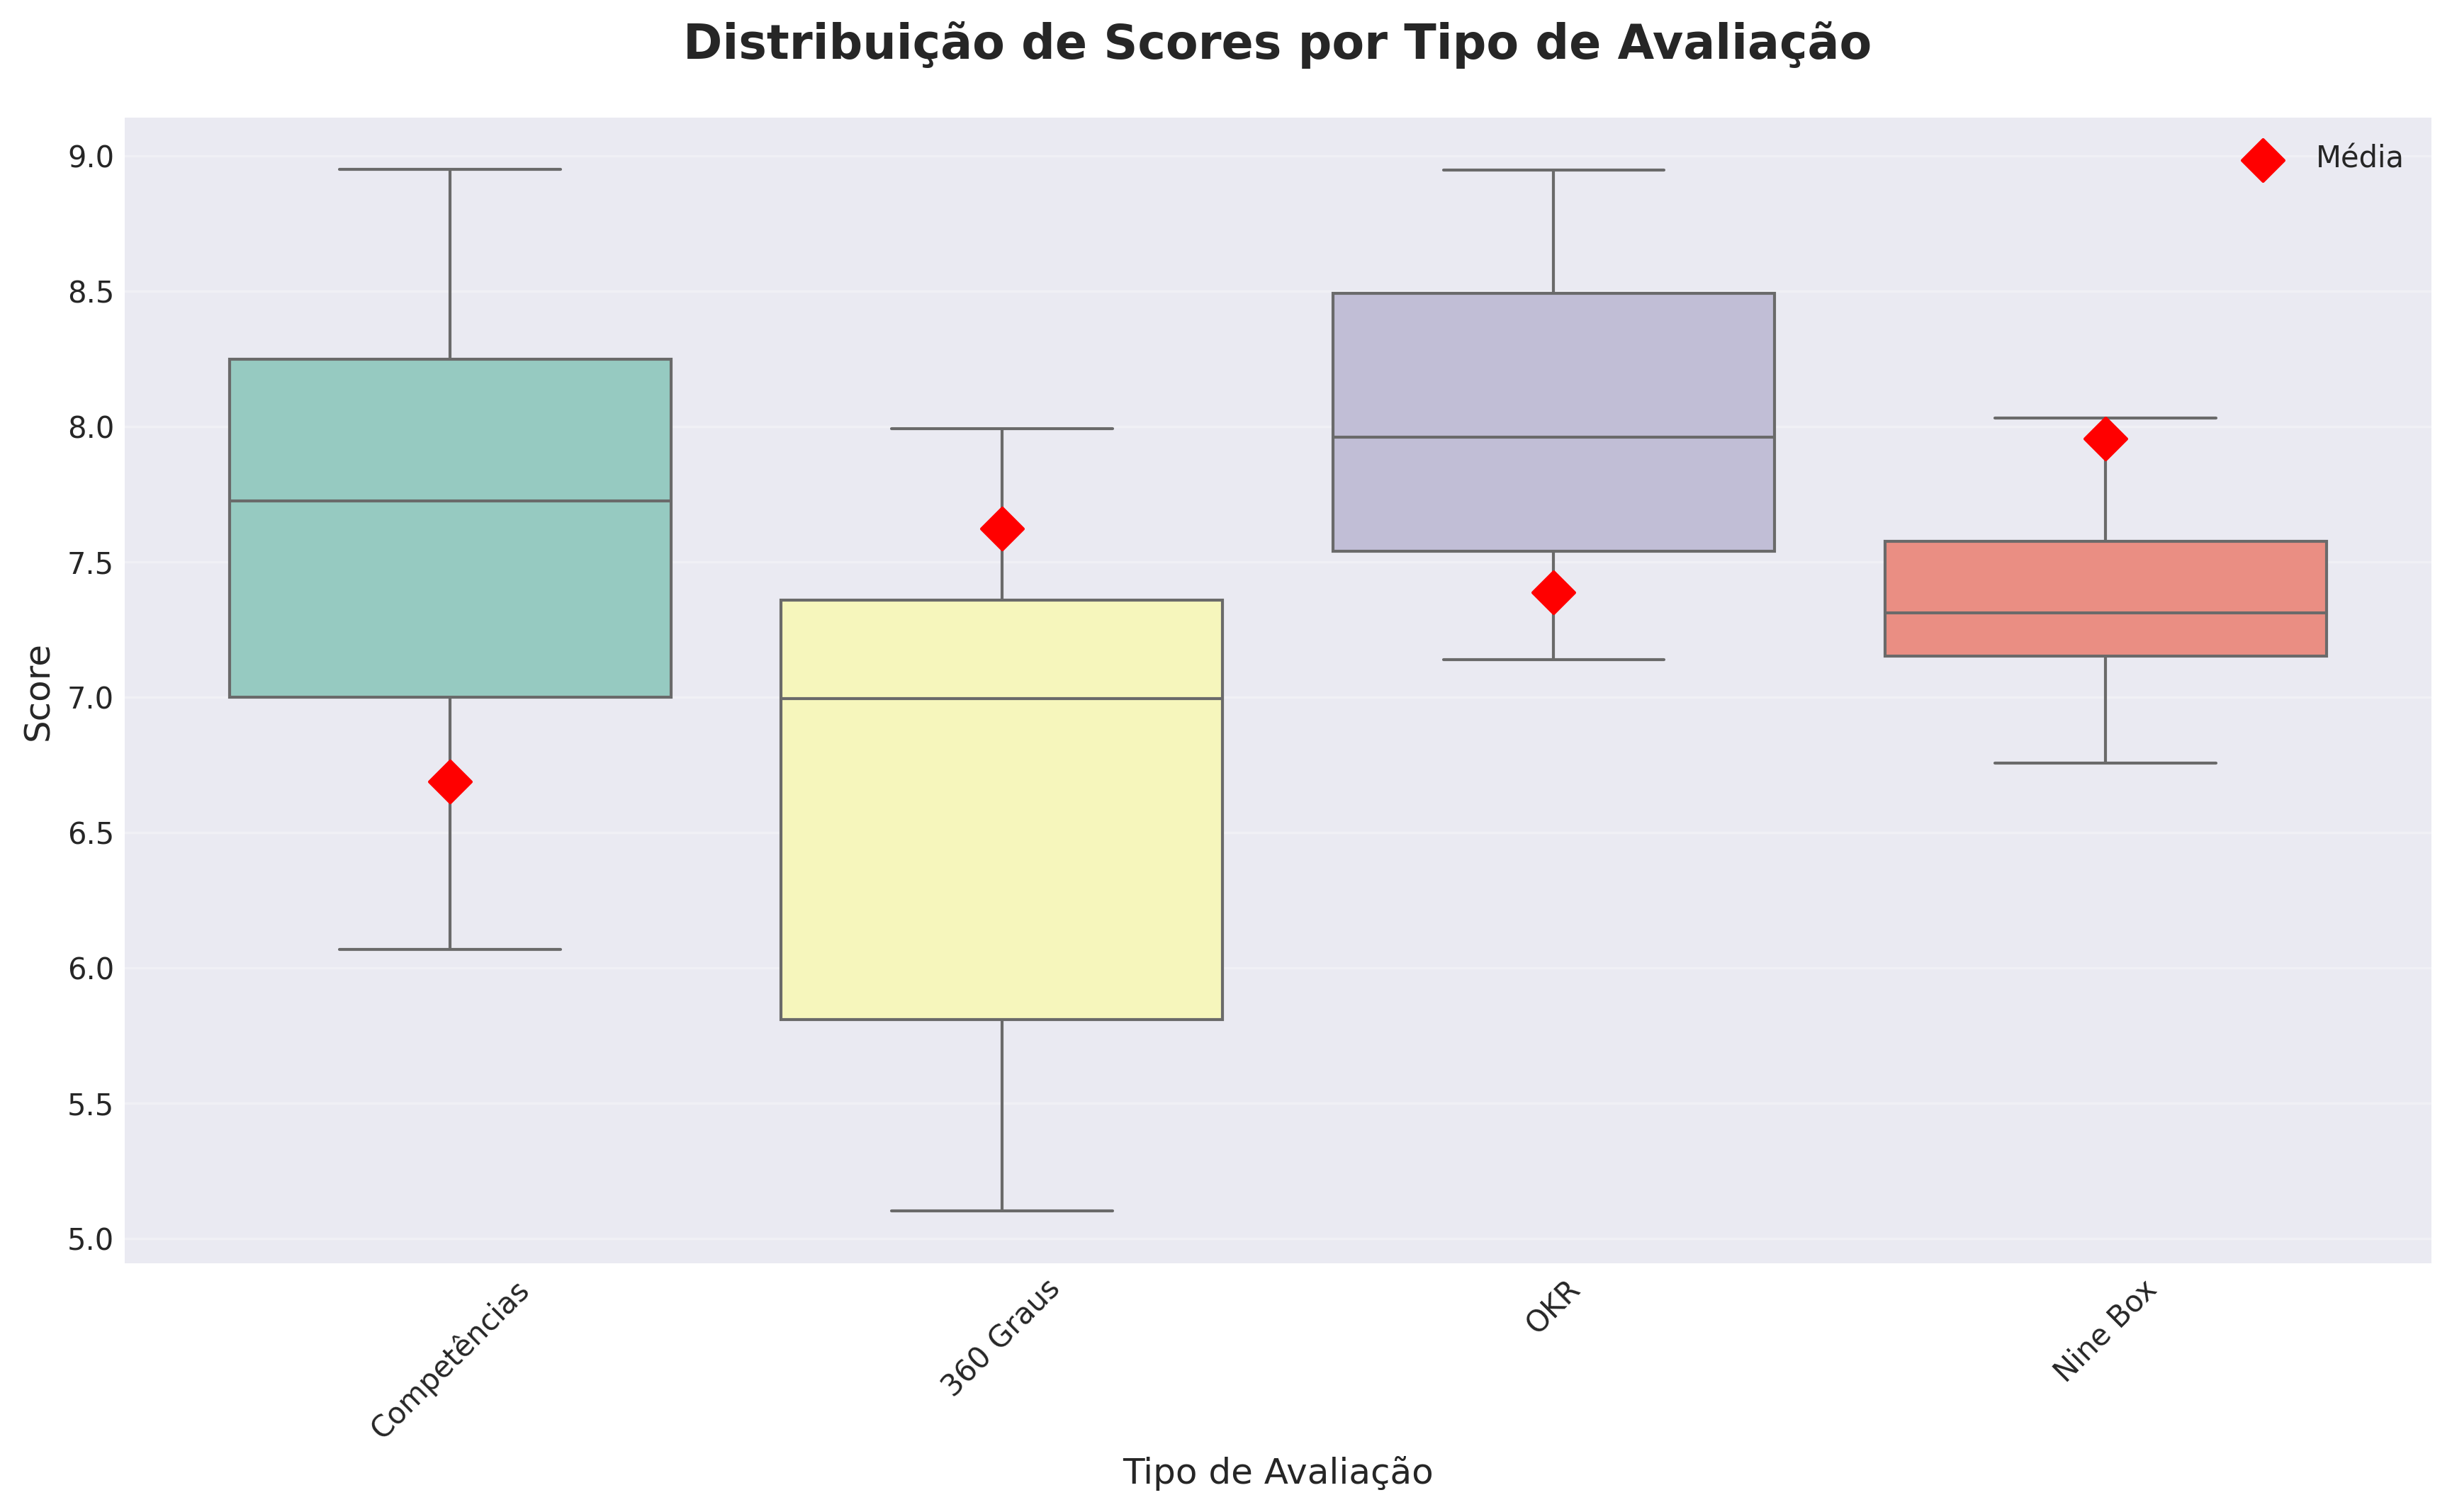 Distribuição de Scores por Tipo de Avaliação
Média
9.0
8.5
8.0
7.5
7.0
6.5
6.0
5.5
5.0
Score
Competências
360 Graus
OKR
Nine Box
Tipo de Avaliação